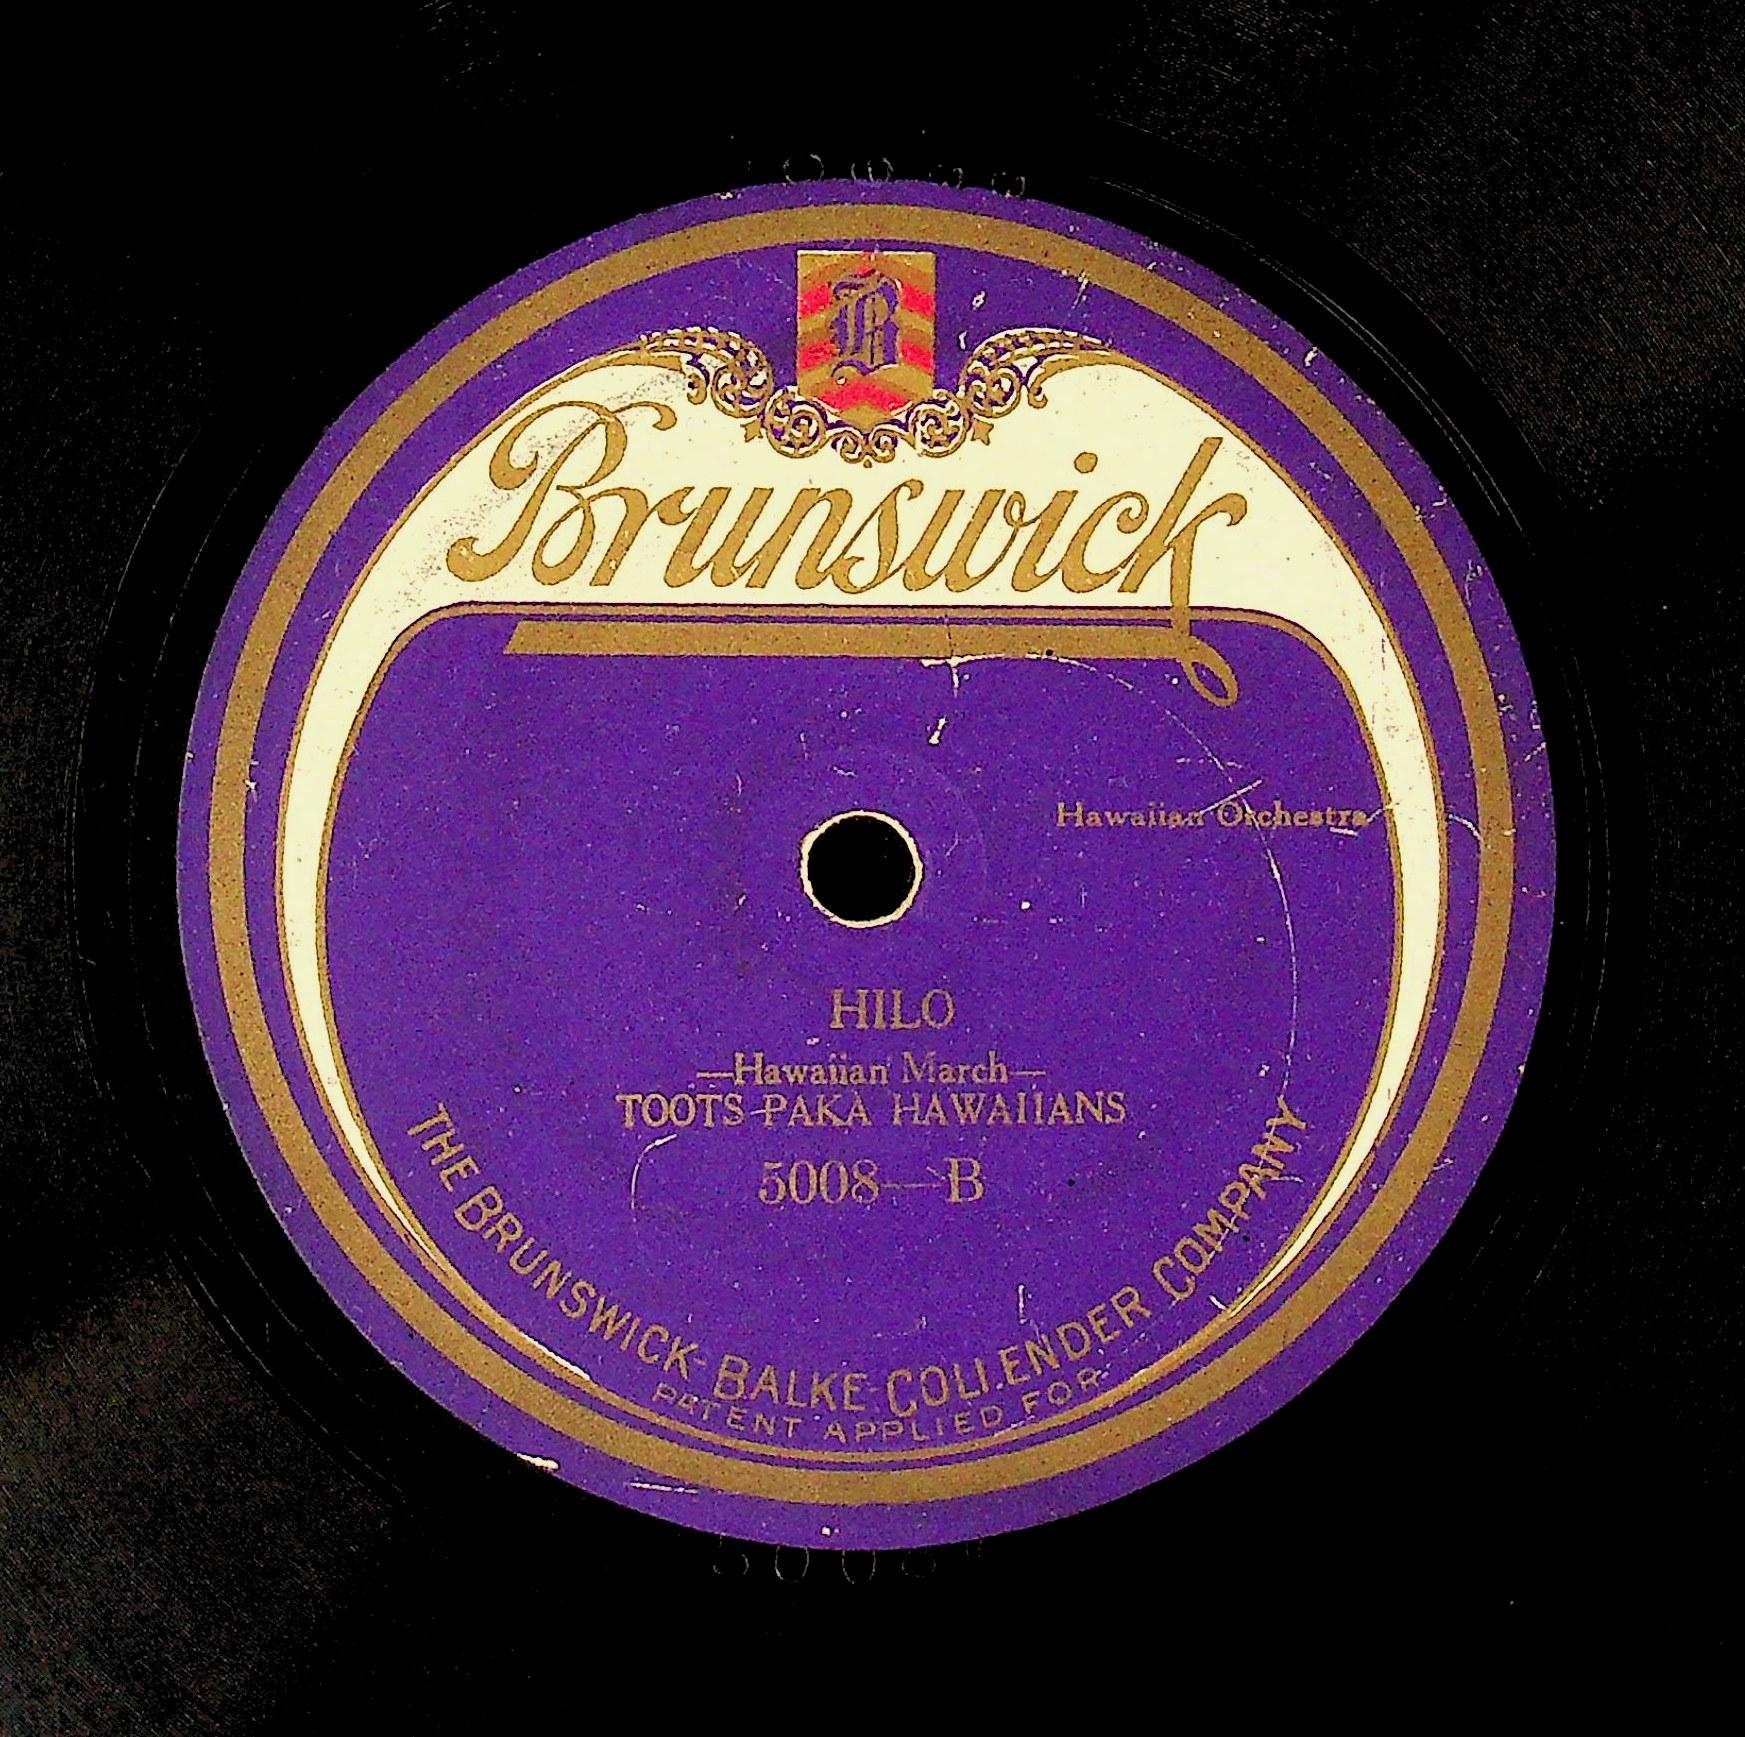 B
Brunswick
Hawaiian Orchestra
HILO
—Hawaiian March—
TOOTS PAKA HAWAIIANS
5008—B
THE BRUNSWICK-BALKE-COLLENDER COMPANY
PATENT APPLIED FOR